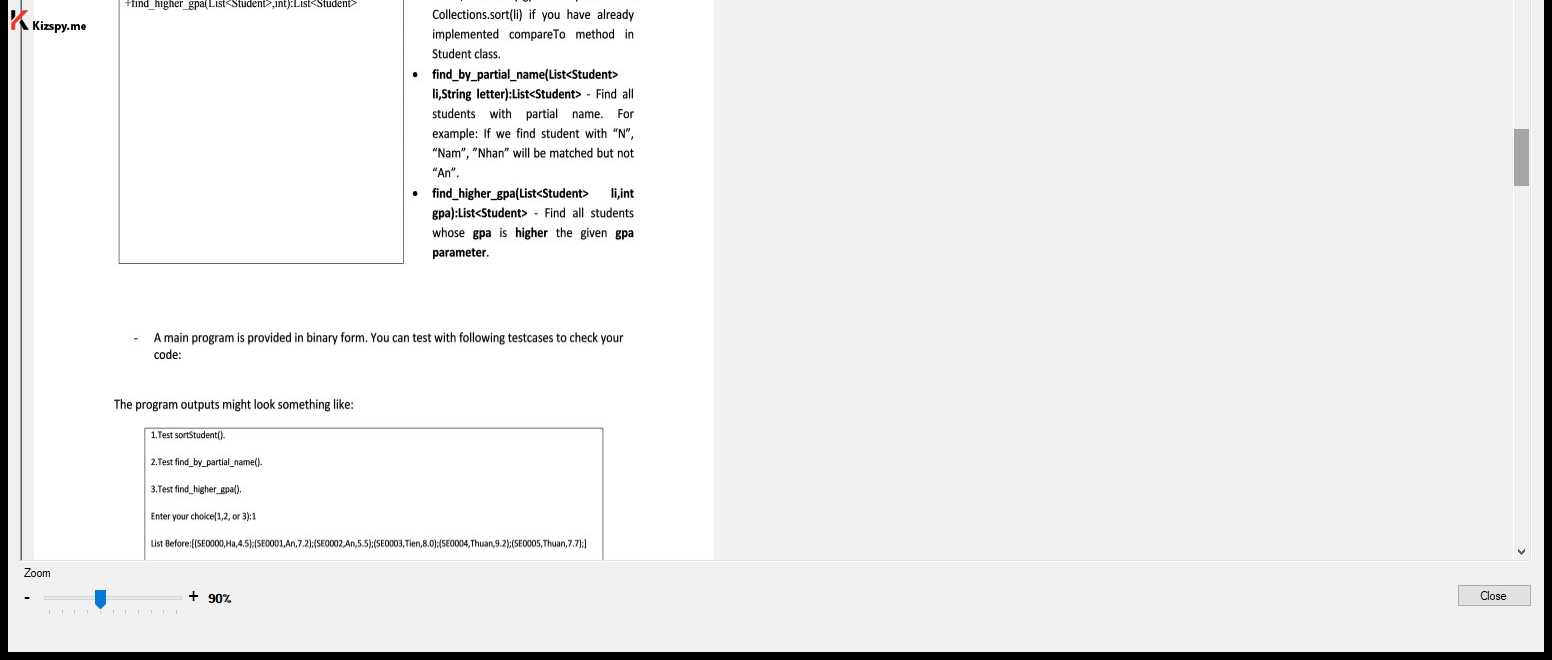 +find_higher_gpa(List<Student>,int):List<Student>
Kizspy.me
Collections.sort(li) if you have already
implemented compareTo method in
Student class.
• find_by_partial_name(List<Student>
li,String letter):List<Student> - Find all
students with partial name. For
example: If we find student with “N”,
“Nam”, ”Nhan” will be matched but not
“An”.
• find_higher_gpa(List<Student> li,int
gpa):List<Student> - Find all students
whose gpa is higher the given gpa
parameter.
- A main program is provided in binary form. You can test with following testcases to check your
code:
The program outputs might look something like:
1.Test sortStudent().
2.Test find_by_partial_name().
3.Test find_higher_gpa().
Enter your choice(1,2, or 3):1
List Before:[(SE0000,Ha,4.5);(SE0001,An,7.2);(SE0002,An,5.5);(SE0003,Tien,8.0);(SE0004,Thuan,9.2);(SE0005,Thuan,7.7);]
Zoom
- + 90%
Close